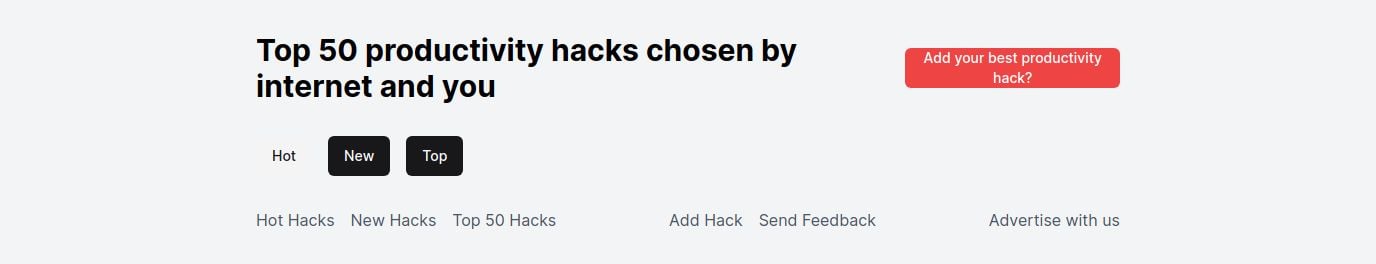 Top 50 productivity hacks chosen by
internet and you
Add your best productivity
hack?
Hot New Top
Hot Hacks New Hacks Top 50 Hacks Add Hack Send Feedback Advertise with us